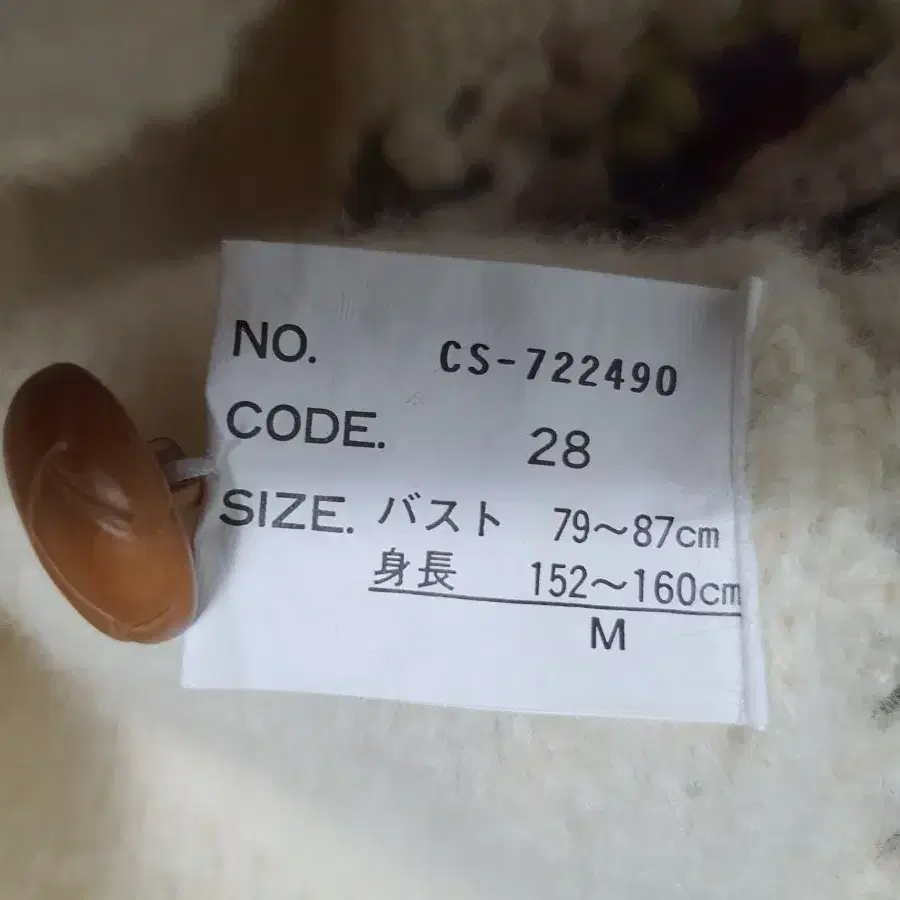 NO. CS-722490
CODE. 28
SIZE. バスト 79～87cm
身長 152～160cm
M